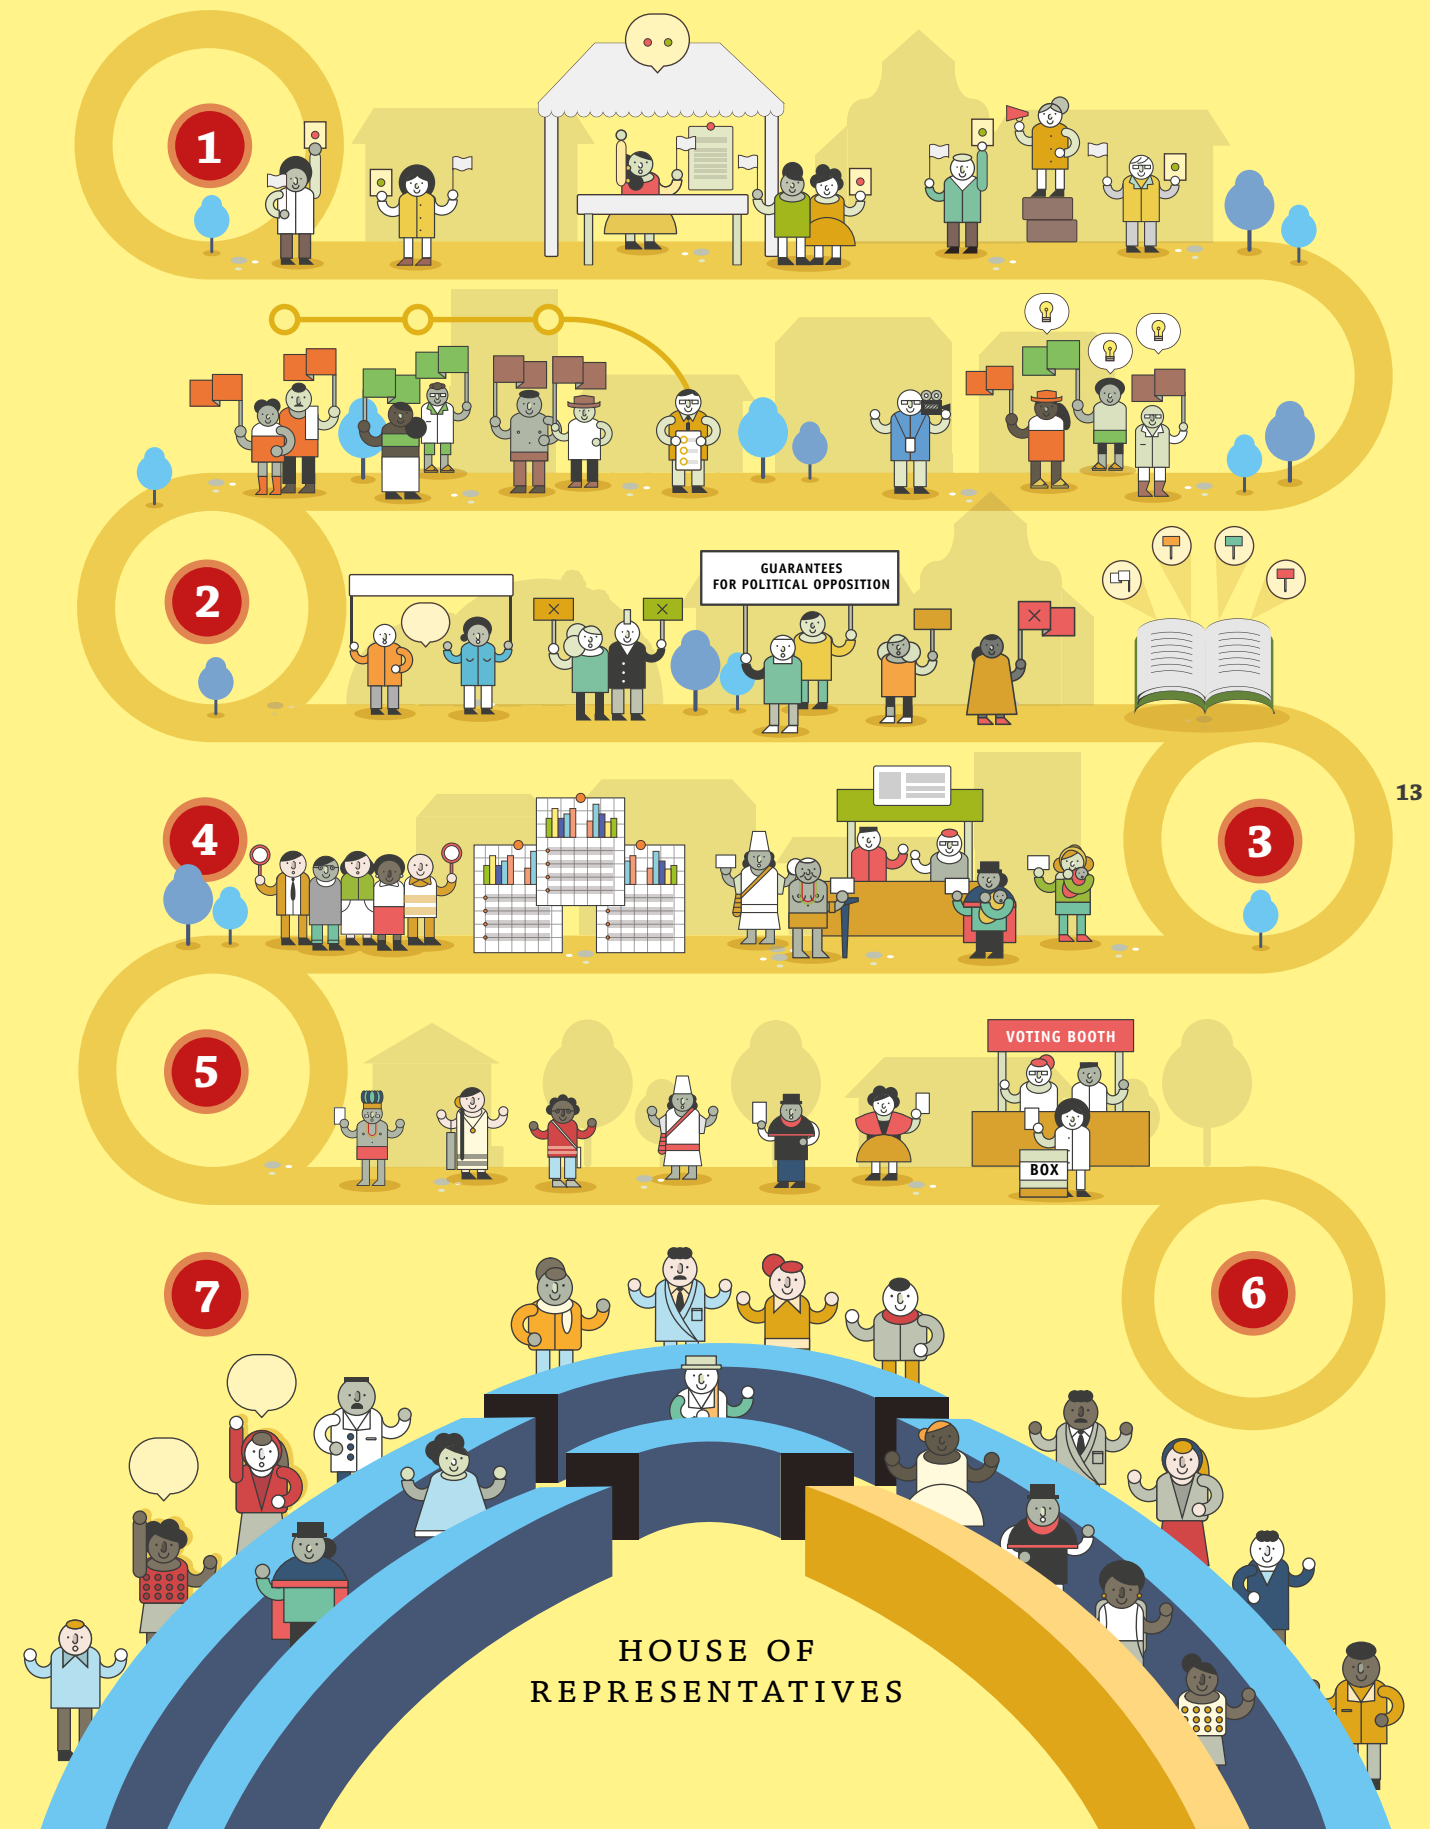 1
2
GUARANTEES
FOR POLITICAL OPPOSITION
13
4
3
5
VOTING BOOTH
BOX
7
6
HOUSE OF
REPRESENTATIVES